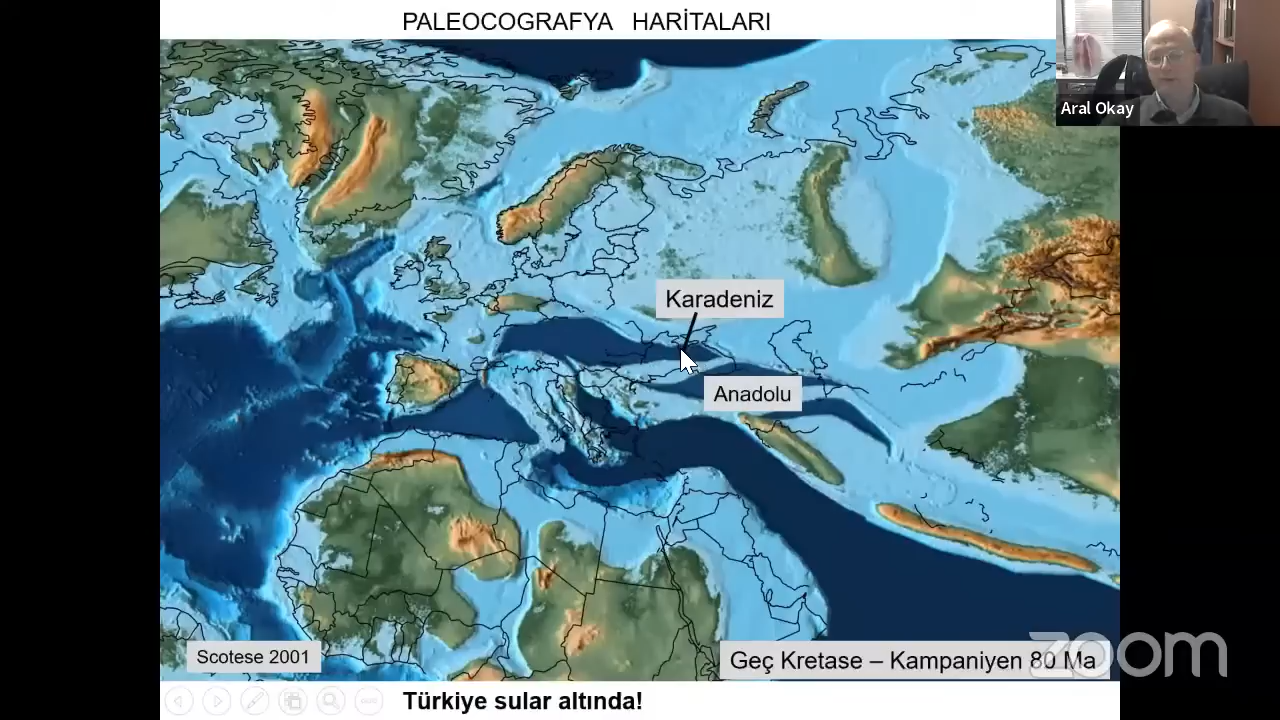 PALEOCOGRAFYA HARİTALARI
Aral Okay
Karadeniz
Anadolu
Scotese 2001
Geç Kretase – Kampaniyen 80 Ma
zoom
Türkiye sular altında!